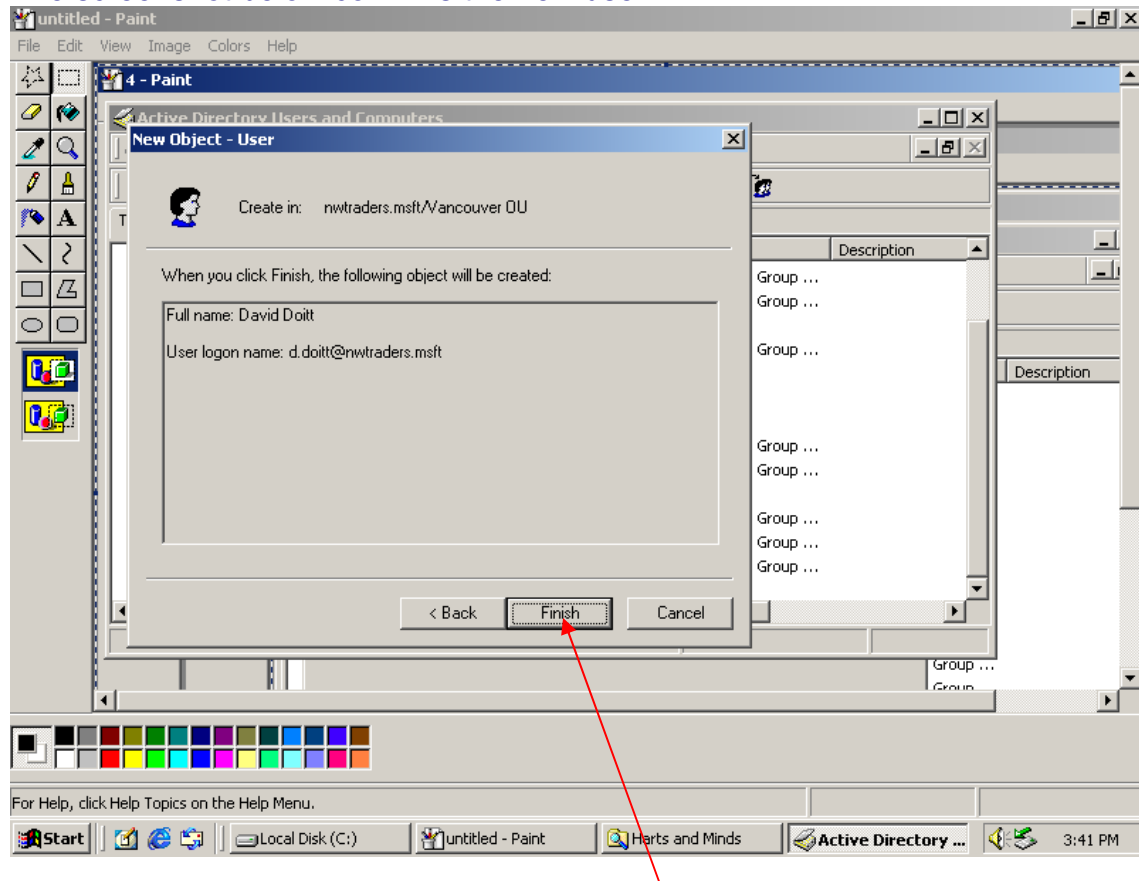 untitled - Paint
File Edit View Image Colors Help
4 - Paint
Active Directory Users and Computers
New Object - User
Create in: nwtraders.msft/Vancouver OU
When you click Finish, the following object will be created:
Full name: David Doitt
User logon name: d.doitt@nwtraders.msft
< Back Finish Cancel
Description
Group ...
Group ...
Group ...
Group ...
Group ...
Group ...
Group ...
Group ...
Description
Group ...
Group
For Help, click Help Topics on the Help Menu.
Start Local Disk (C:) untitled - Paint Harts and Minds Active Directory ... 3:41 PM